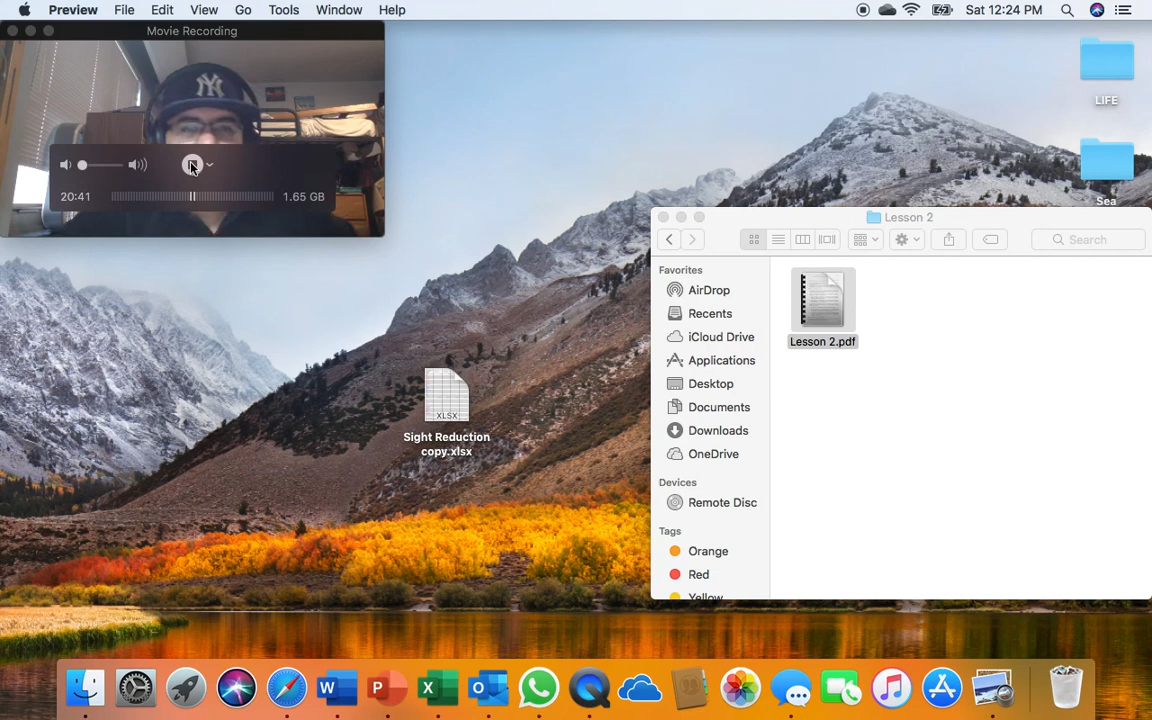 Preview File Edit View Go Tools Window Help Sat 12:24 PM
Movie Recording
NY
20:41 1.65 GB
LIFE
Sea
Lesson 2
Search
Favorites
AirDrop
Recents
iCloud Drive
Applications
Desktop
Documents
Downloads
OneDrive
Devices
Remote Disc
Tags
Orange
Red
Yellow
Lesson 2.pdf
XLSX
Sight Reduction
copy.xlsx
W P X O